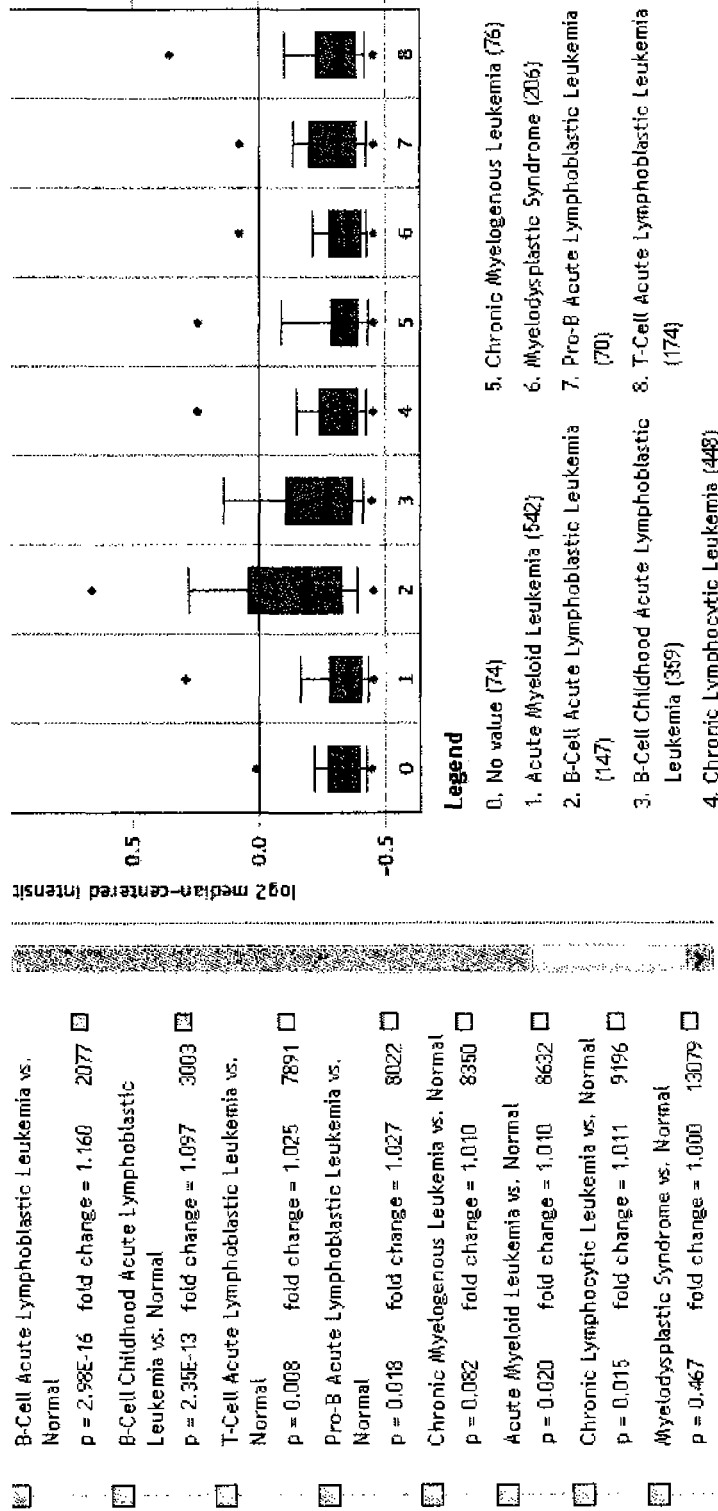 B-Cell Acute Lymphoblastic Leukemia vs.
Normal
p = 2.98E-16 fold change = 1.160 2077
B-Cell Childhood Acute Lymphoblastic
Leukemia vs. Normal
p = 2.35E-13 fold change = 1.097 3003
T-Cell Acute Lymphoblastic Leukemia vs.
Normal
p = 0.008 fold change = 1.025 7891
Pro-B Acute Lymphoblastic Leukemia vs.
Normal
p = 0.018 fold change = 1.027 8022
Chronic Myelogenous Leukemia vs. Normal
p = 0.082 fold change = 1.010 8350
Acute Myeloid Leukemia vs. Normal
p = 0.020 fold change = 1.010 8632
Chronic Lymphocytic Leukemia vs. Normal
p = 0.015 fold change = 1.011 9196
Myelodysplastic Syndrome vs. Normal
p = 0.467 fold change = 1.000 13079
log2 median-centered intensit
0.5
0.0
-0.5
0 1 2 3 4 5 6 7 8
Legend
0. No value (74)
1. Acute Myeloid Leukemia (542)
2. B-Cell Acute Lymphoblastic Leukemia
(147)
3. B-Cell Childhood Acute Lymphoblastic
Leukemia (359)
4. Chronic Lymphocytic Leukemia (448)
5. Chronic Myelogenous Leukemia (76)
6. Myelodysplastic Syndrome (206)
7. Pro-B Acute Lymphoblastic Leukemia
(70)
8. T-Cell Acute Lymphoblastic Leukemia
(174)